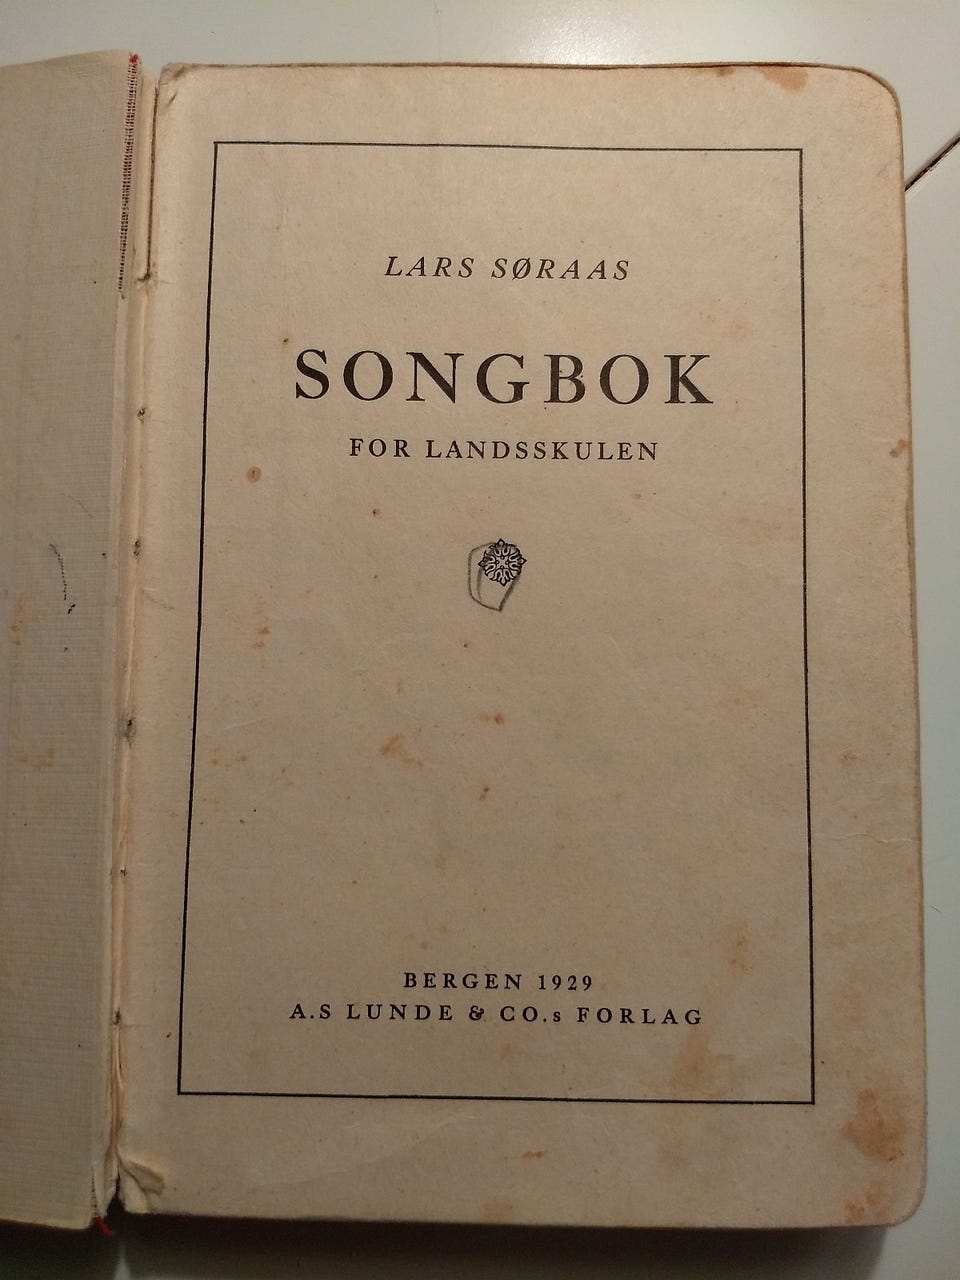 LARS SØRAAS
SONGBOK
FOR LANDSSKULEN
BERGEN 1929
A.S LUNDE & CO.s FORLAG